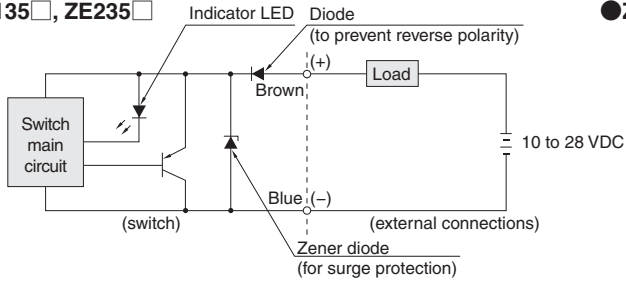 135□, ZE235□
Indicator LED
Diode
(to prevent reverse polarity)
(+)
Load
Brown
Switch
main
circuit
10 to 28 VDC
Blue
(−)
(switch)
(external connections)
Zener diode
(for surge protection)